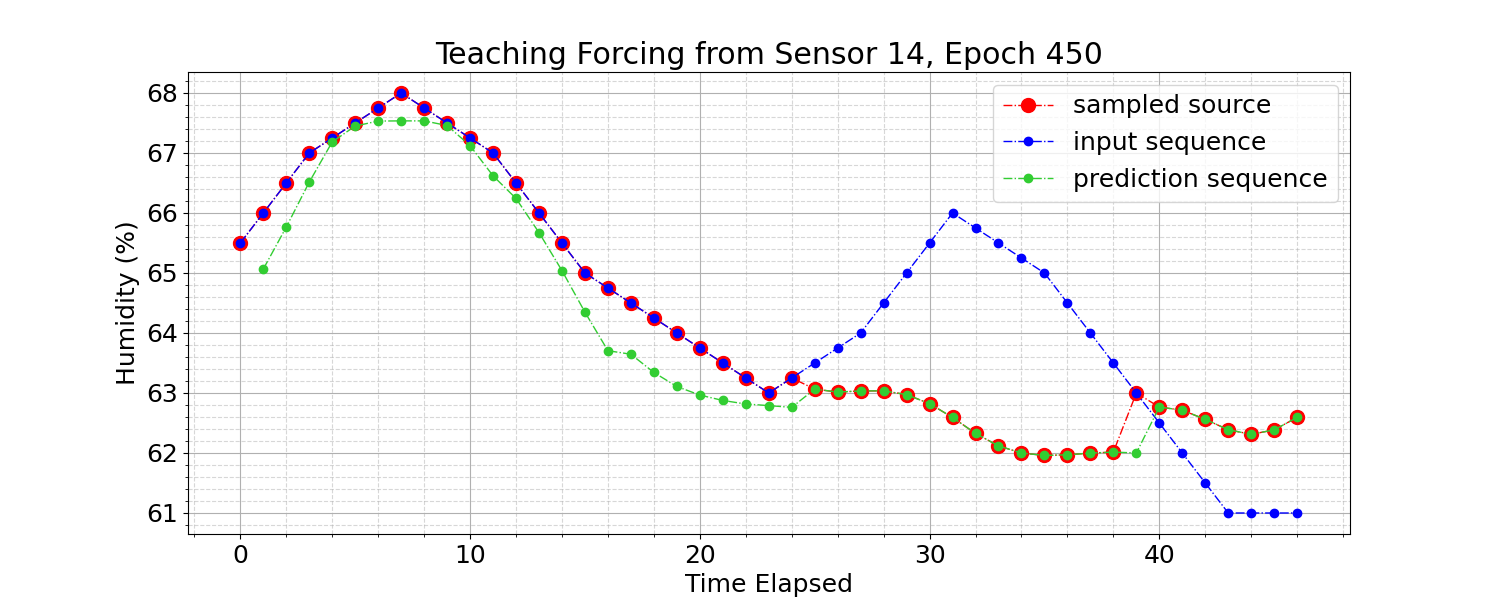 Teaching Forcing from Sensor 14, Epoch 450
sampled source
input sequence
prediction sequence
Humidity (%)
68
67
66
65
64
63
62
61
0 10 20 30 40
Time Elapsed